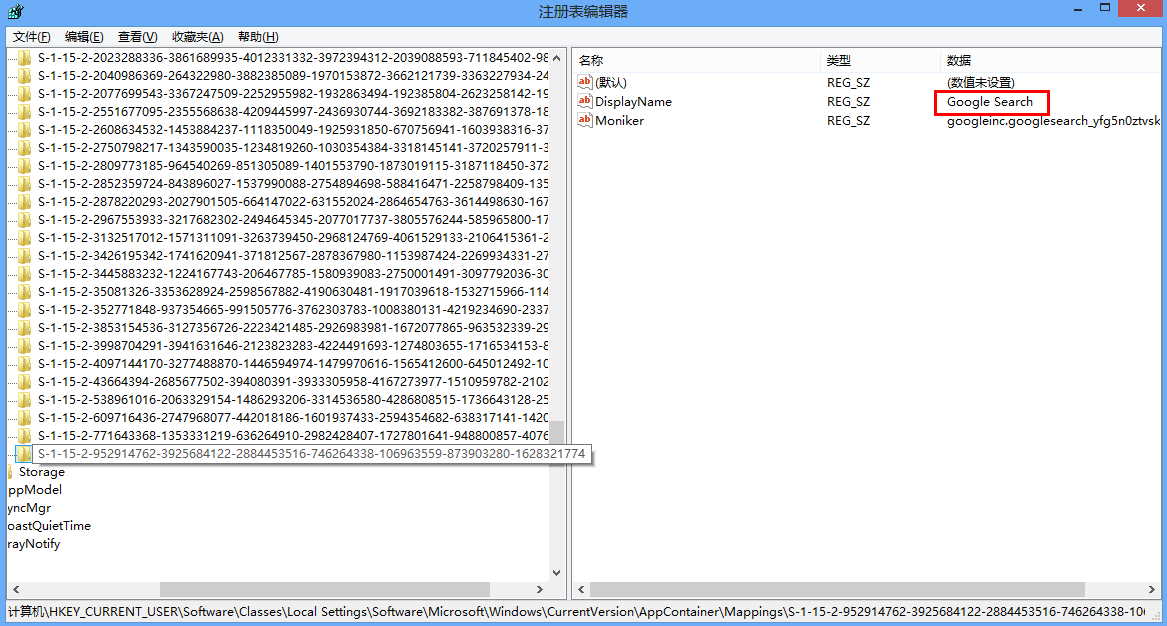 注册表编辑器
文件(F) 编辑(E) 查看(V) 收藏夹(A) 帮助(H)
S-1-15-2-2023288336-3861689935-4012331332-3972394312-2039088593-711845402-98
S-1-15-2-2040986369-264322980-3882385089-1970153872-3662121739-3363227934-24
S-1-15-2-2077699543-3367247509-2252955982-1932863494-192385804-2623258142-19
S-1-15-2-2551677095-2355568638-4209445997-2436930744-3692183382-387691378-18
S-1-15-2-2608634532-1453884237-1118350049-1925931850-670756941-1603938316-37
S-1-15-2-2750798217-1343590035-1234819260-1030354384-3318145141-3720257911-3
S-1-15-2-2809773185-964540269-851305089-1401553790-1873019115-3187118450-372
S-1-15-2-2852359724-843896027-1537990088-2754894698-588416471-2258798409-135
S-1-15-2-2878220293-2027901505-664147022-631552024-2864654763-3614498630-167
S-1-15-2-2967553933-3217682302-2494645345-2077017737-3805576244-585965800-17
S-1-15-2-3132517012-1571311091-3263739450-2968124769-4061529133-2106415361-2
S-1-15-2-3426195342-1741620941-371812567-2878367980-1153987424-2269934331-27
S-1-15-2-3445883232-1224167743-206467785-1580939083-2750001491-3097792036-30
S-1-15-2-35081326-3353628924-2598567882-4190630481-1917039618-1532715966-114
S-1-15-2-352771848-937354665-991505776-3762303783-1008380131-4219234690-2337
S-1-15-2-3853154536-3127356726-2223421485-2926983981-1672077865-963532339-29
S-1-15-2-3998704291-3941631646-2123823283-4224491693-1274803655-1716534153-8
S-1-15-2-4097144170-3277488870-1446594974-1479970616-1565412600-645012492-10
S-1-15-2-43664394-2685677502-394080391-3933305958-4167273977-1510959782-2102
S-1-15-2-538961016-2063329154-1486293206-3314536580-4286808515-1736643128-25
S-1-15-2-609716436-2747968077-442018186-1601937433-2594354682-638317141-1420
S-1-15-2-771643368-1353331219-636264910-2982428407-1727801641-948800857-4076
S-1-15-2-952914762-3925684122-2884453516-746264338-106963559-873903280-1628321774
Storage
ppModel
yncMgr
oastQuietTime
rayNotify
名称 类型 数据
ab (默认) REG_SZ (数值未设置)
ab DisplayName REG_SZ Google Search
ab Moniker REG_SZ googleinc.googlesearch_yfg5n0ztvsk
计算机\HKEY_CURRENT_USER\Software\Classes\Local Settings\Software\Microsoft\Windows\CurrentVersion\AppContainer\Mappings\S-1-15-2-952914762-3925684122-2884453516-746264338-10